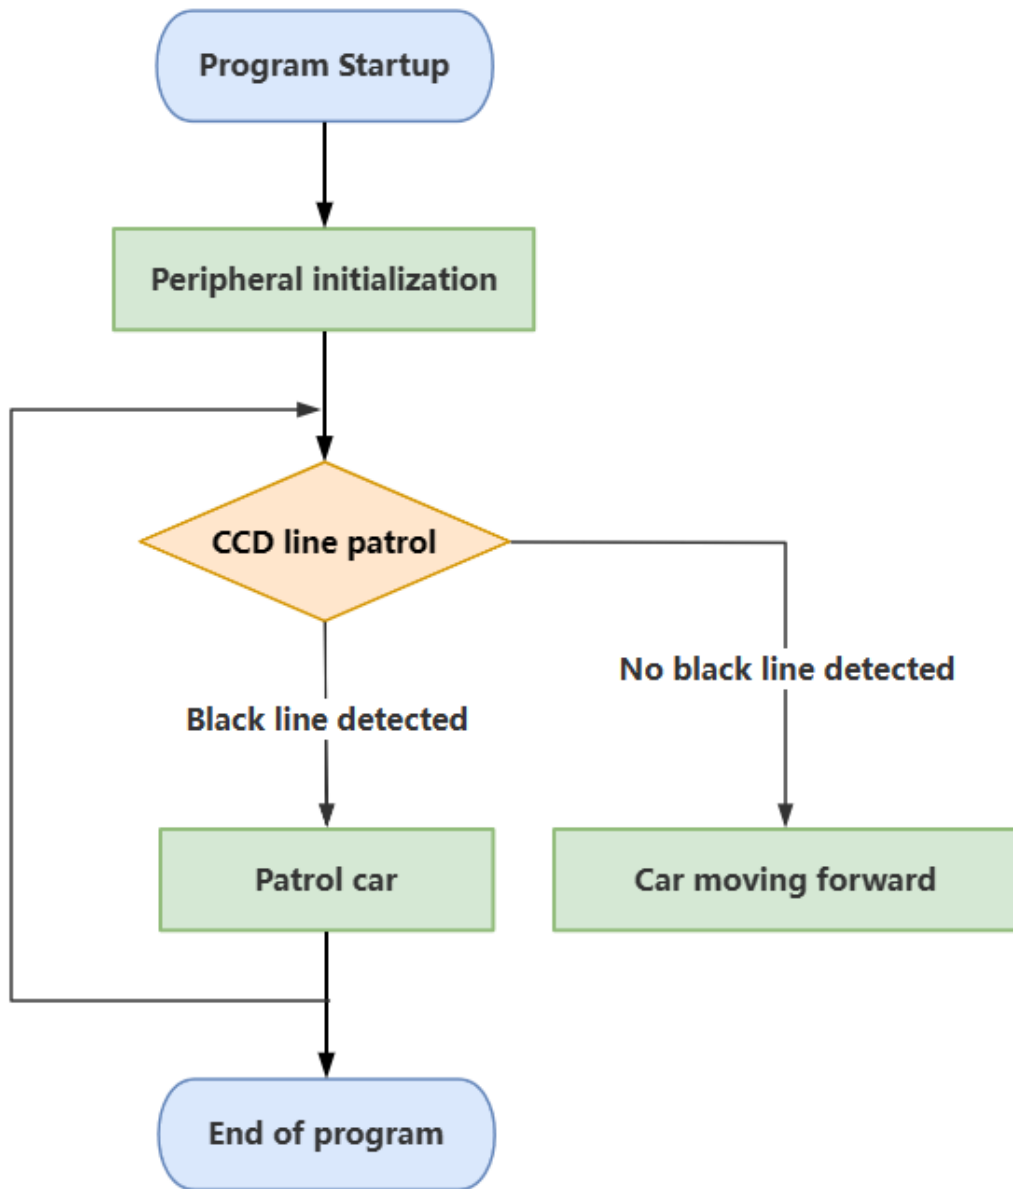 Program Startup
Peripheral initialization
CCD line patrol
No black line detected
Black line detected
Patrol car
Car moving forward
End of program